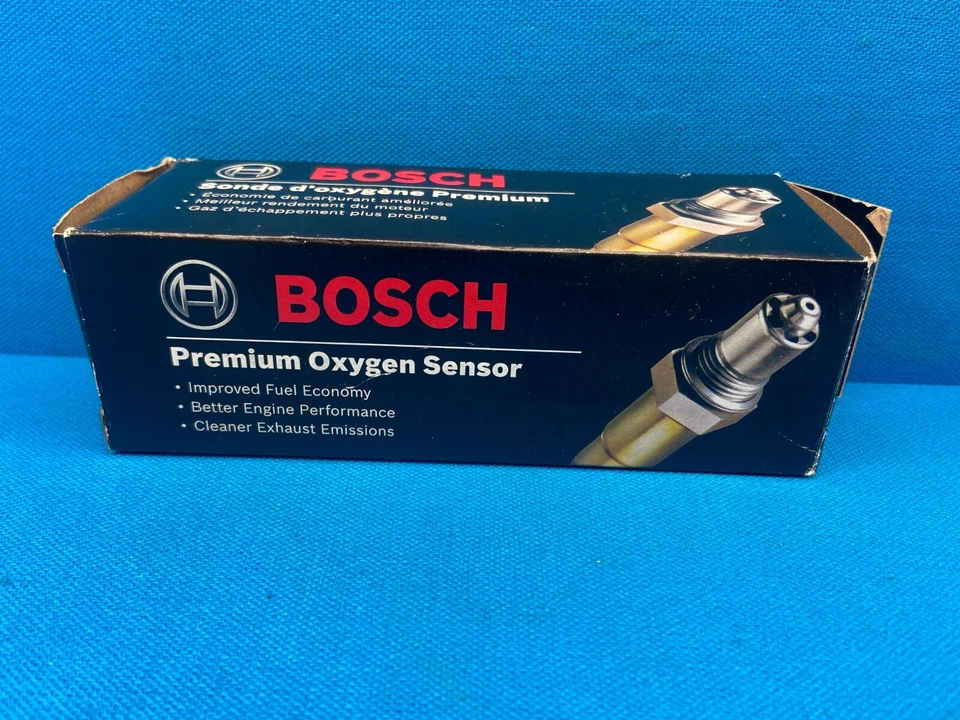 BOSCH
Sonde d'oxygène Premium
• Économie de carburant améliorée
• Meilleur rendement du moteur
• Gaz d'échappement plus propres
BOSCH
Premium Oxygen Sensor
• Improved Fuel Economy
• Better Engine Performance
• Cleaner Exhaust Emissions